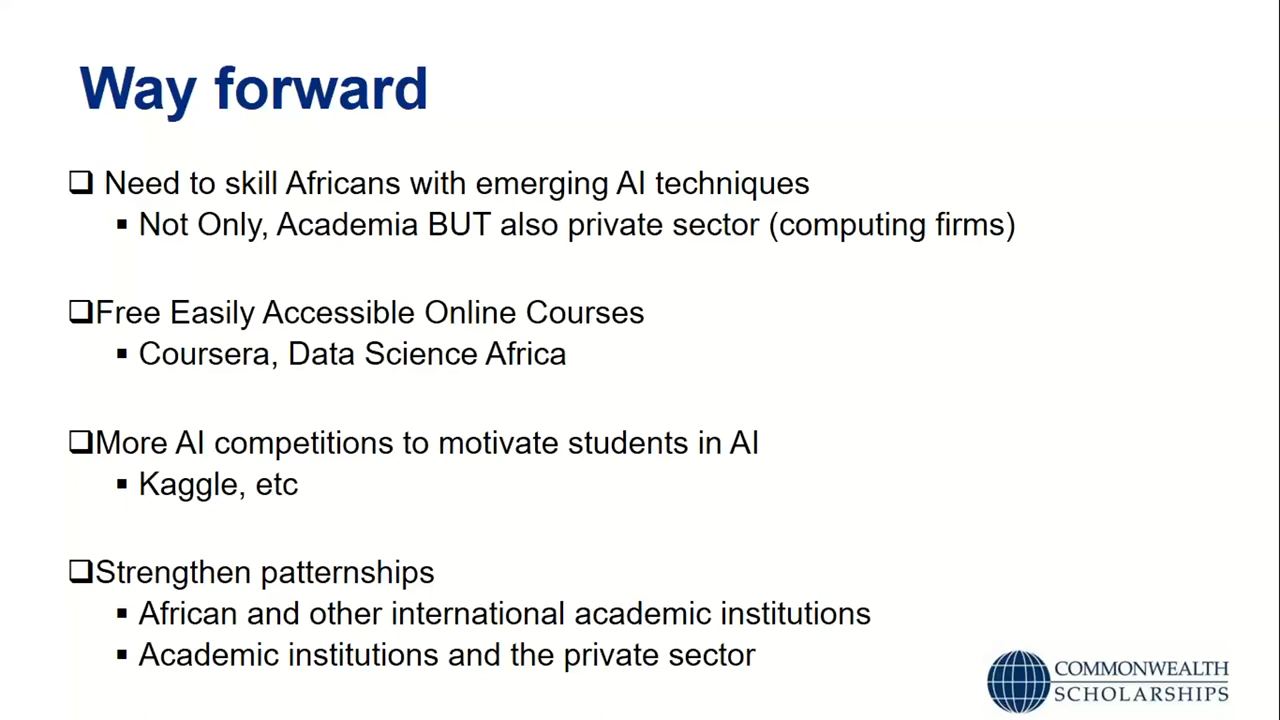 Way forward
❑ Need to skill Africans with emerging AI techniques
▪ Not Only, Academia BUT also private sector (computing firms)
❑Free Easily Accessible Online Courses
▪ Coursera, Data Science Africa
❑More AI competitions to motivate students in AI
▪ Kaggle, etc
❑Strengthen patternships
▪ African and other international academic institutions
▪ Academic institutions and the private sector
COMMONWEALTH
SCHOLARSHIPS